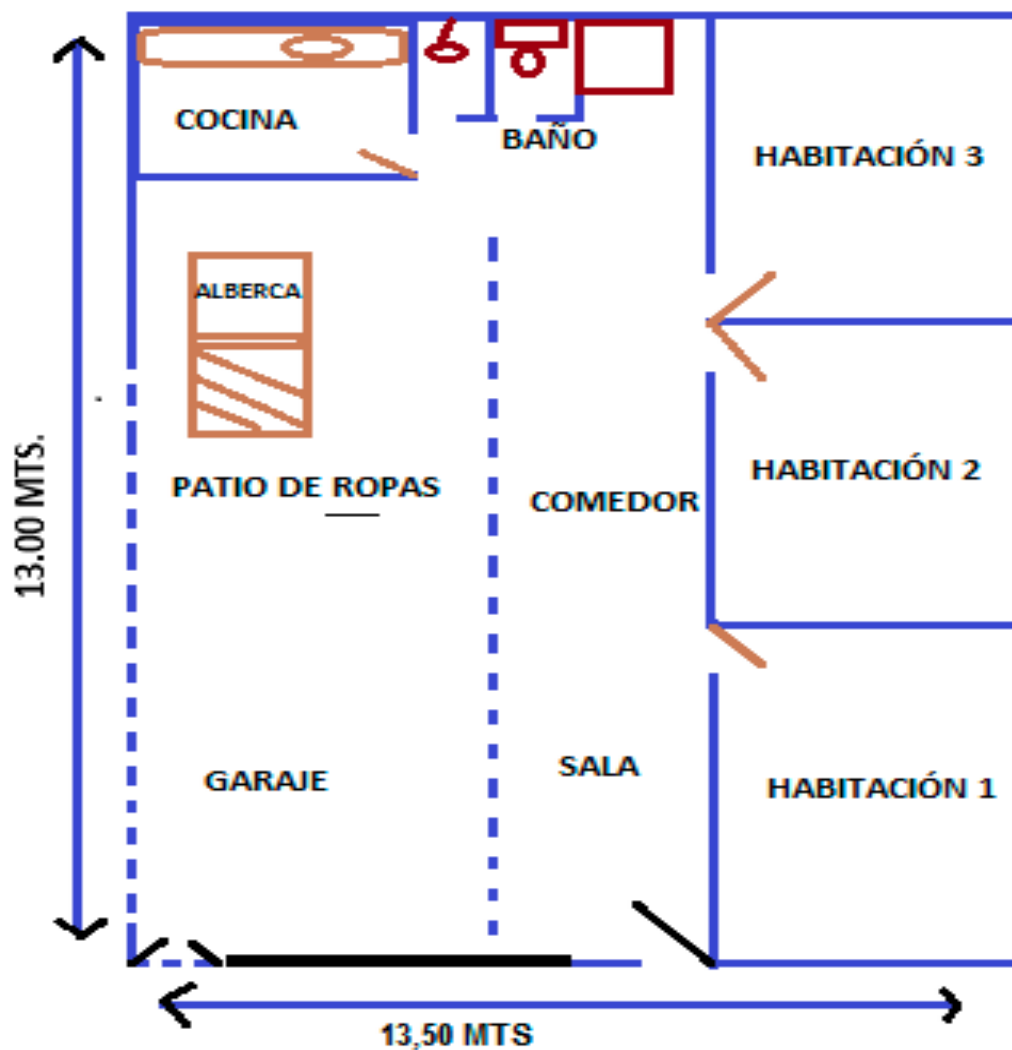 COCINA
BAÑO
HABITACIÓN 3
ALBERCA
HABITACIÓN 2
PATIO DE ROPAS
COMEDOR
13.00 MTS.
SALA
GARAJE
HABITACIÓN 1
13,50 MTS